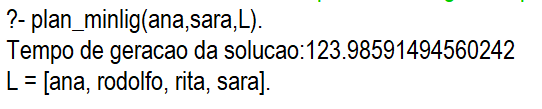 ?- plan_minlig(ana,sara,L).
Tempo de geracao da solucao:123.98591494560242
L = [ana, rodolfo, rita, sara].